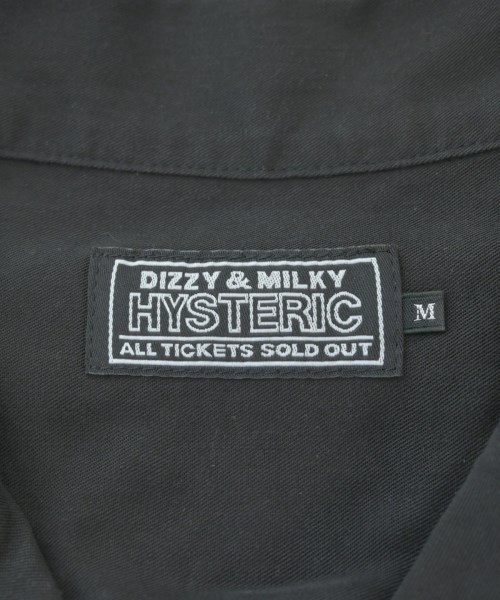 DIZZY & MILKY
HYSTERIC
ALL TICKETS SOLD OUT
M